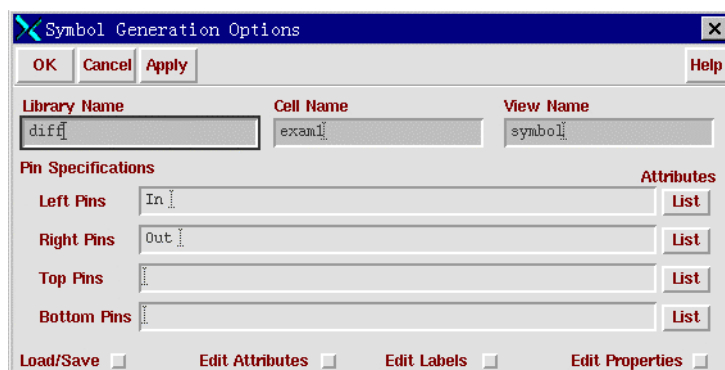 Symbol Generation Options
OK Cancel Apply Help
Library Name Cell Name View Name
diff exam1 symbol
Pin Specifications
Attributes
Left Pins In List
Right Pins Out List
Top Pins List
Bottom Pins List
Load/Save Edit Attributes Edit Labels Edit Properties